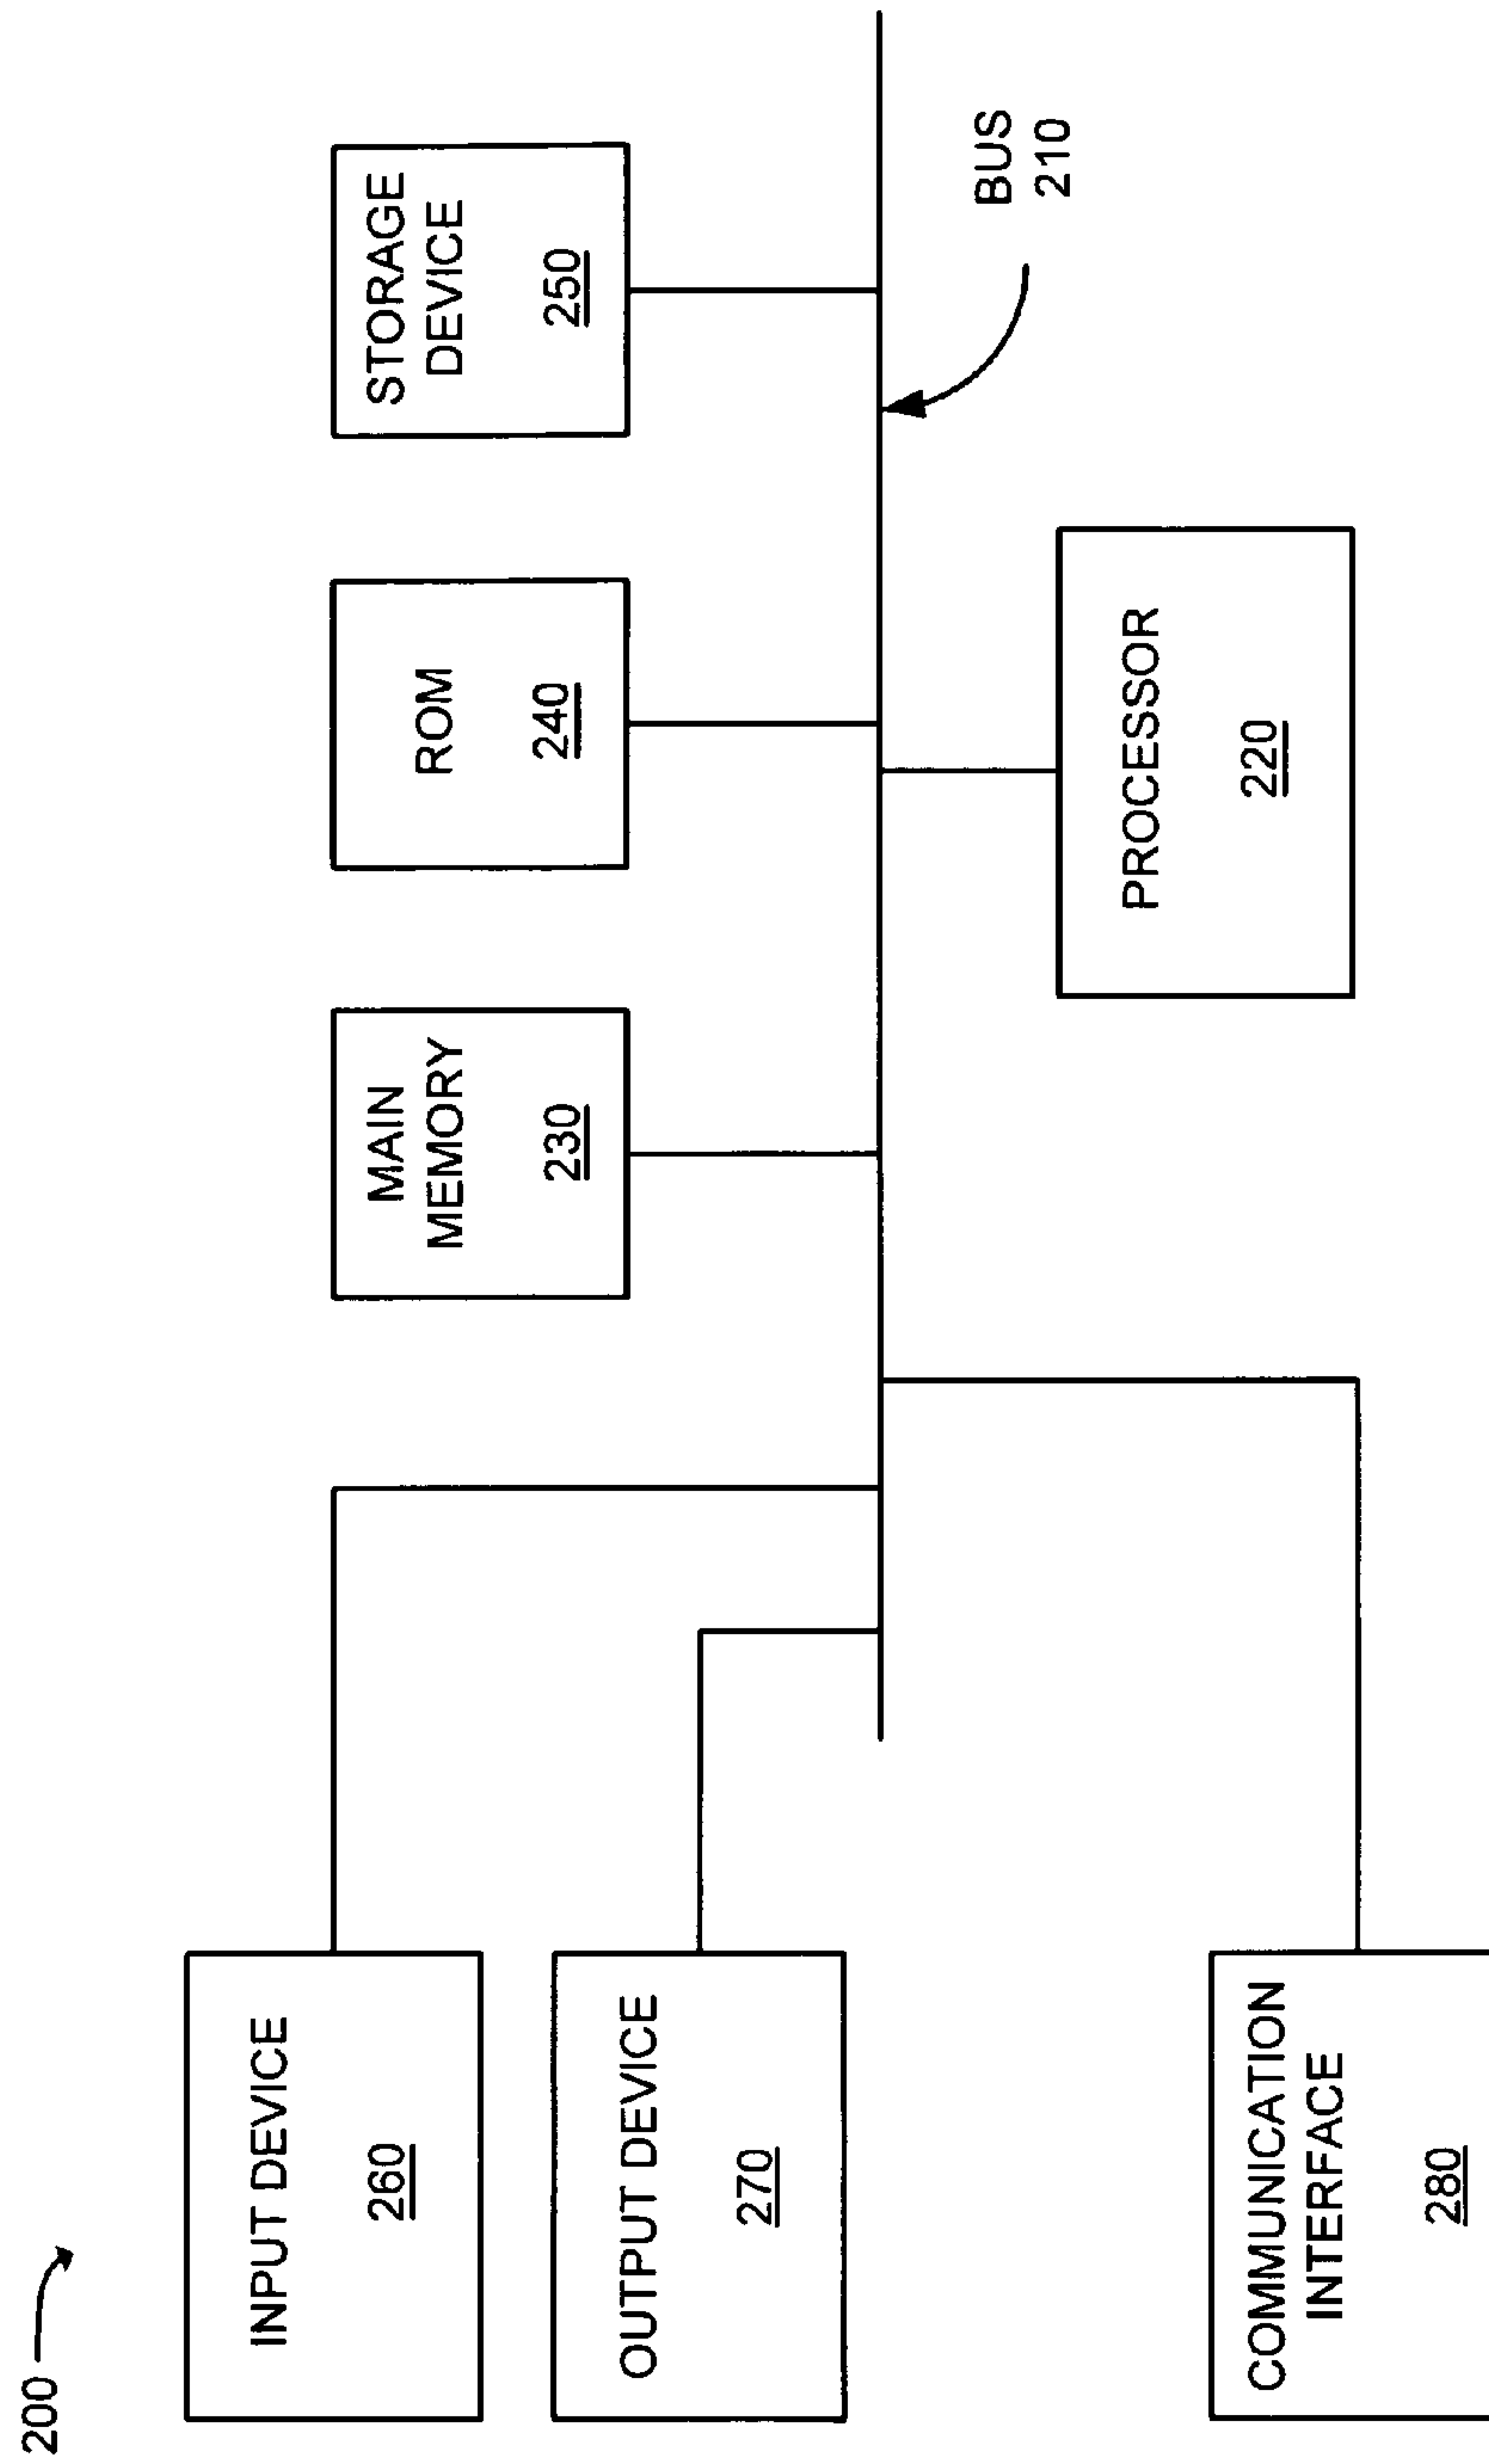 200
INPUT DEVICE
260
OUTPUT DEVICE
270
COMMUNICATION
INTERFACE
280
MAIN
MEMORY
230
ROM
240
STORAGE
DEVICE
250
PROCESSOR
220
BUS
210